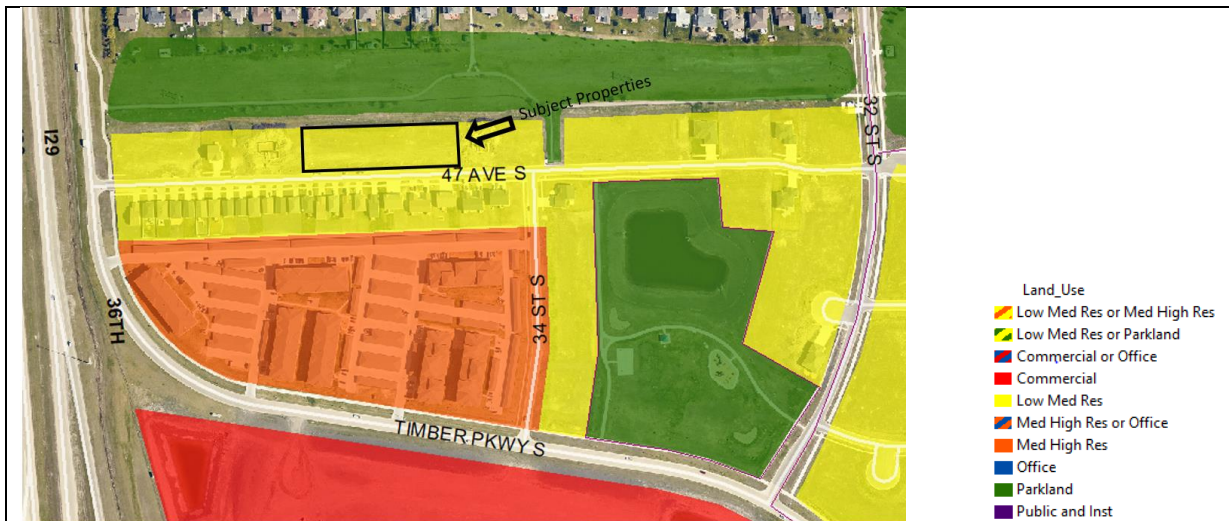 Subject Properties
32 ST S
I29
47 AVE S
34 ST S
36TH
TIMBER PKWY S
Land_Use
Low Med Res or Med High Res
Low Med Res or Parkland
Commercial or Office
Commercial
Low Med Res
Med High Res or Office
Med High Res
Office
Parkland
Public and Inst